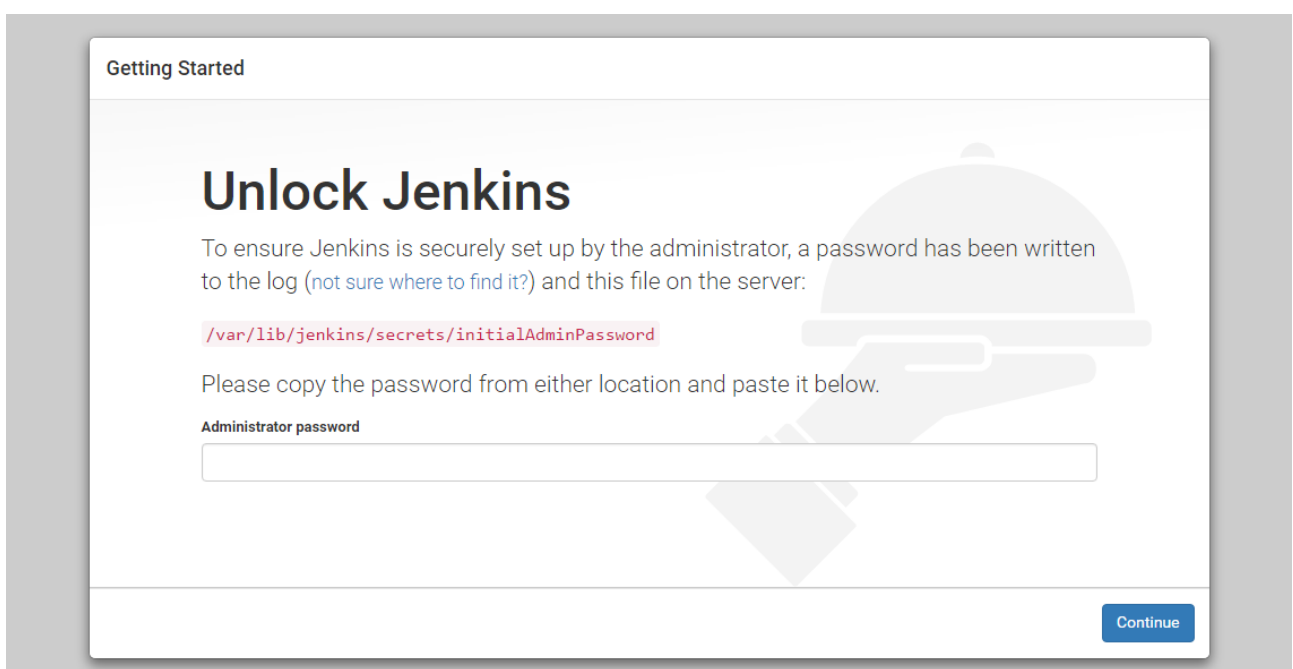 Getting Started
Unlock Jenkins
To ensure Jenkins is securely set up by the administrator, a password has been written
to the log (not sure where to find it?) and this file on the server:
/var/lib/jenkins/secrets/initialAdminPassword
Please copy the password from either location and paste it below.
Administrator password
Continue